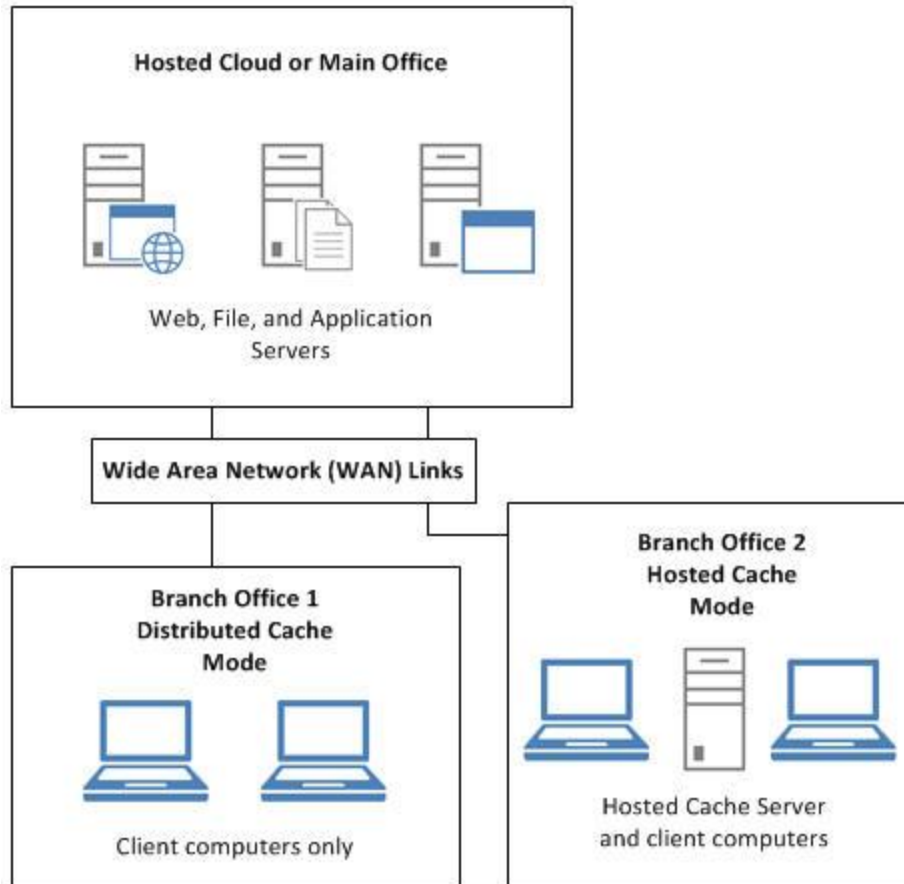 Hosted Cloud or Main Office
Web, File, and Application
Servers
Wide Area Network (WAN) Links
Branch Office 1
Distributed Cache
Mode
Client computers only
Branch Office 2
Hosted Cache
Mode
Hosted Cache Server
and client computers